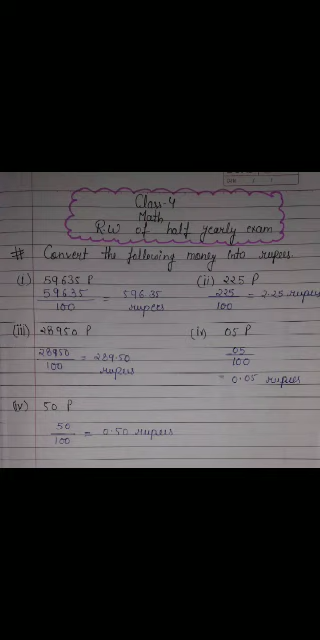 Class-4
Math
R.W of half yearly exam
# Convert the following money into rupees.
(i) 59635 P (ii) 225 P
59635/100 = 596.35 rupees 225/100 = 2.25 rupees
(iii) 28950 P (iv) 05 P
28950/100 = 289.50 rupees 05/100
= 0.05 rupees
(iv) 50 P
50/100 = 0.50 rupees